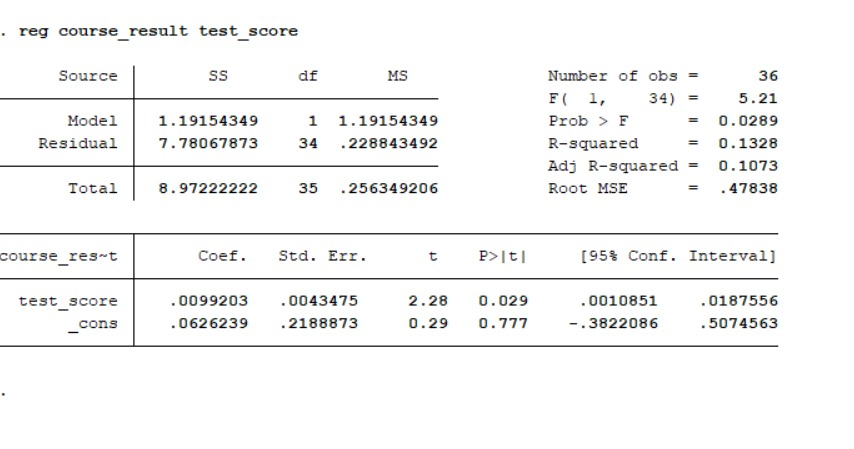 . reg course_result test_score
Source SS df MS Number of obs = 36
F( 1, 34) = 5.21
Model 1.19154349 1 1.19154349 Prob > F = 0.0289
Residual 7.78067873 34 .228843492 R-squared = 0.1328
Adj R-squared = 0.1073
Total 8.97222222 35 .256349206 Root MSE = .47838
course_res~t Coef. Std. Err. t P>|t| [95% Conf. Interval]
test_score .0099203 .0043475 2.28 0.029 .0010851 .0187556
_cons .0626239 .2188873 0.29 0.777 -.3822086 .5074563
.